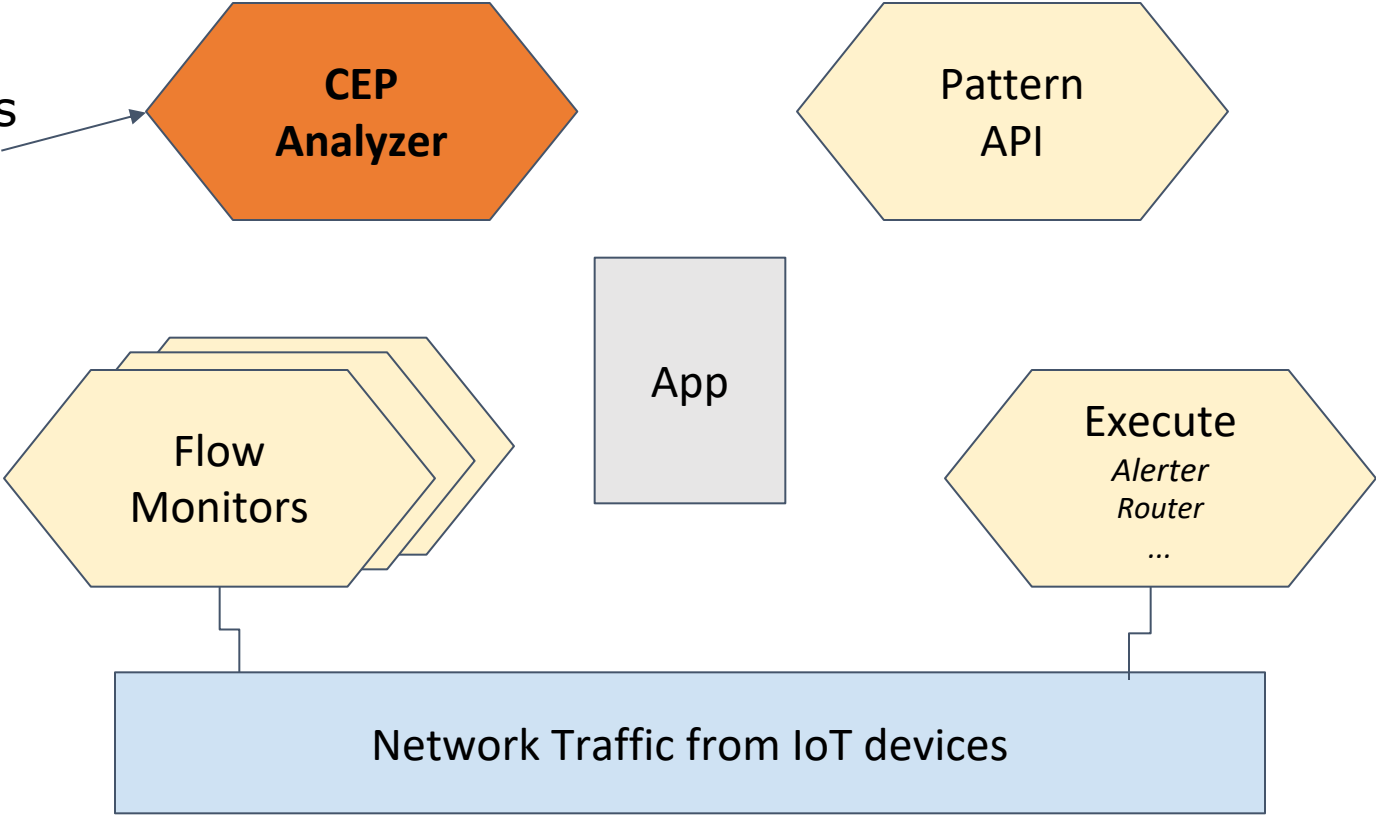 s
CEP
Analyzer
Pattern
API
App
Flow
Monitors
Execute
Alerter
Router
...
Network Traffic from IoT devices